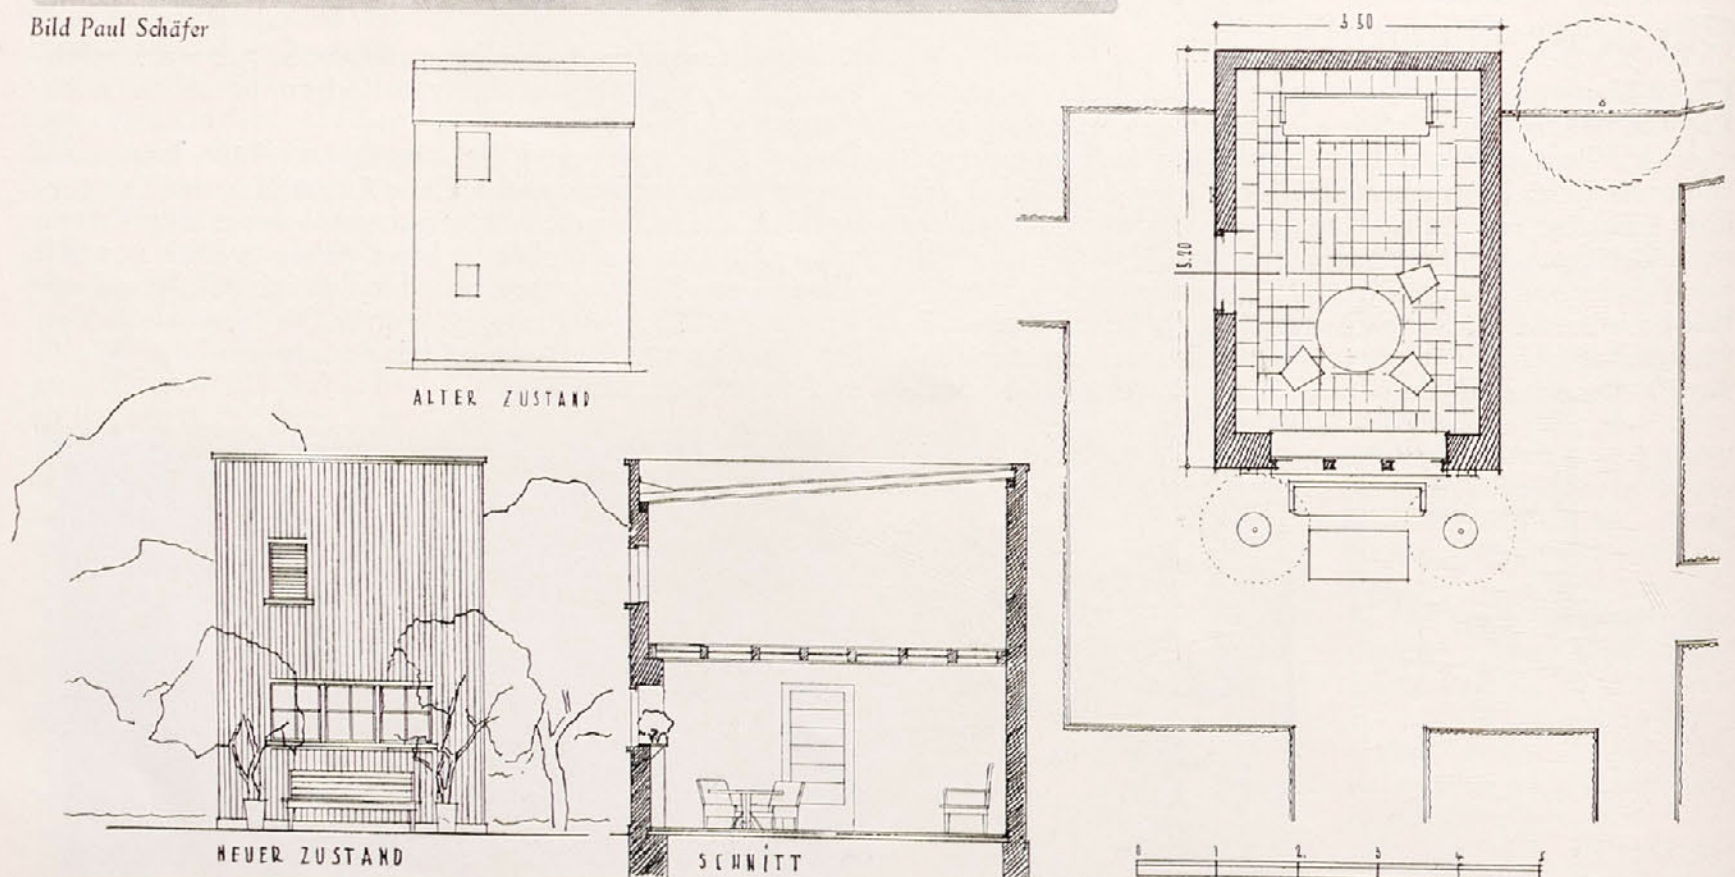 Bild Paul Schäfer
3.50
5.20
ALTER ZUSTAND
NEUER ZUSTAND
SCHNITT
0 1 2 3 4 5